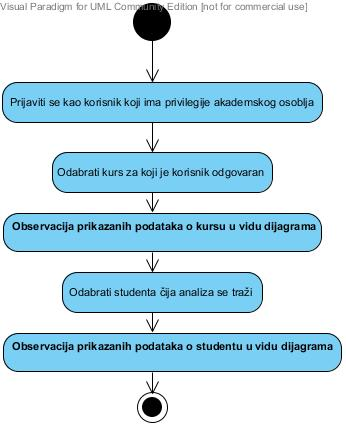 Visual Paradigm for UML Community Edition [not for commercial use]
Prijaviti se kao korisnik koji ima privilegije akademskog osoblja
Odabrati kurs za koji je korisnik odgovaran
Observacija prikazanih podataka o kursu u vidu dijagrama
Odabrati studenta čija analiza se traži
Observacija prikazanih podataka o studentu u vidu dijagrama